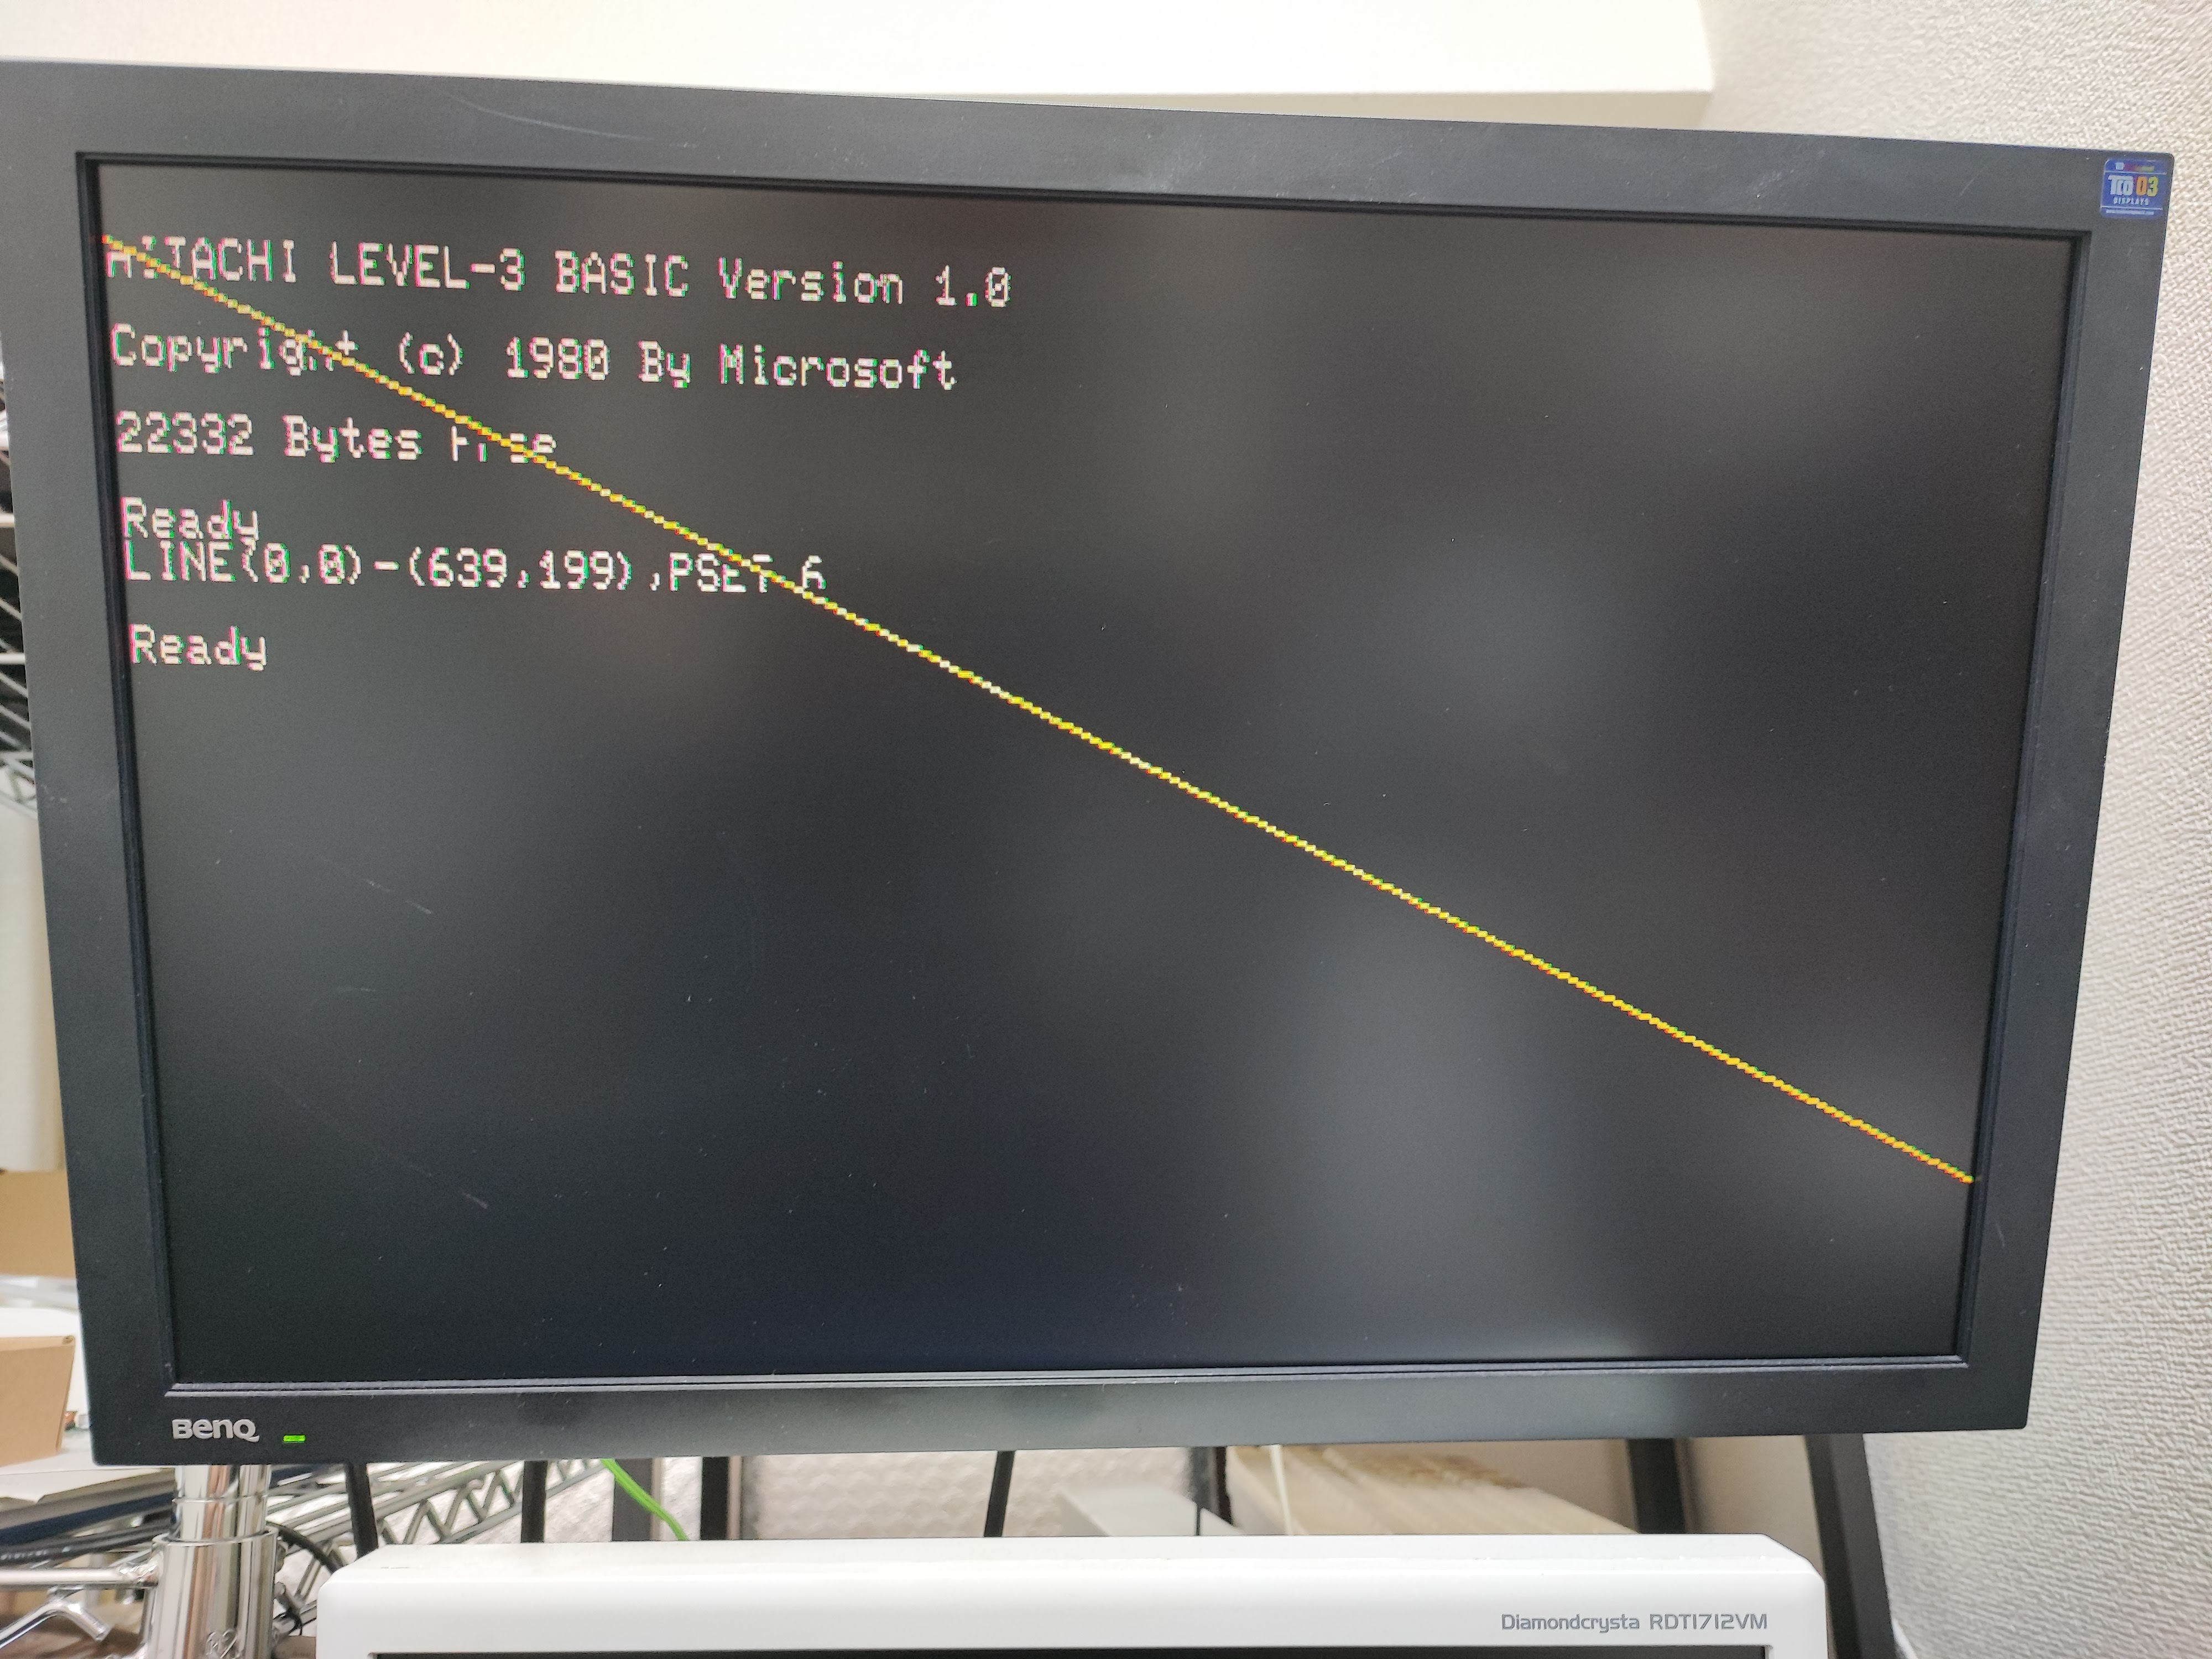 HITACHI LEVEL-3 BASIC Version 1.0
Copyright (c) 1980 By Microsoft
22332 Bytes Free
Ready
LINE(0,0)-(639,199),PSET,6
Ready
TCO 03
DISPLAYS
BenQ
Diamondcrysta RDT1712VM